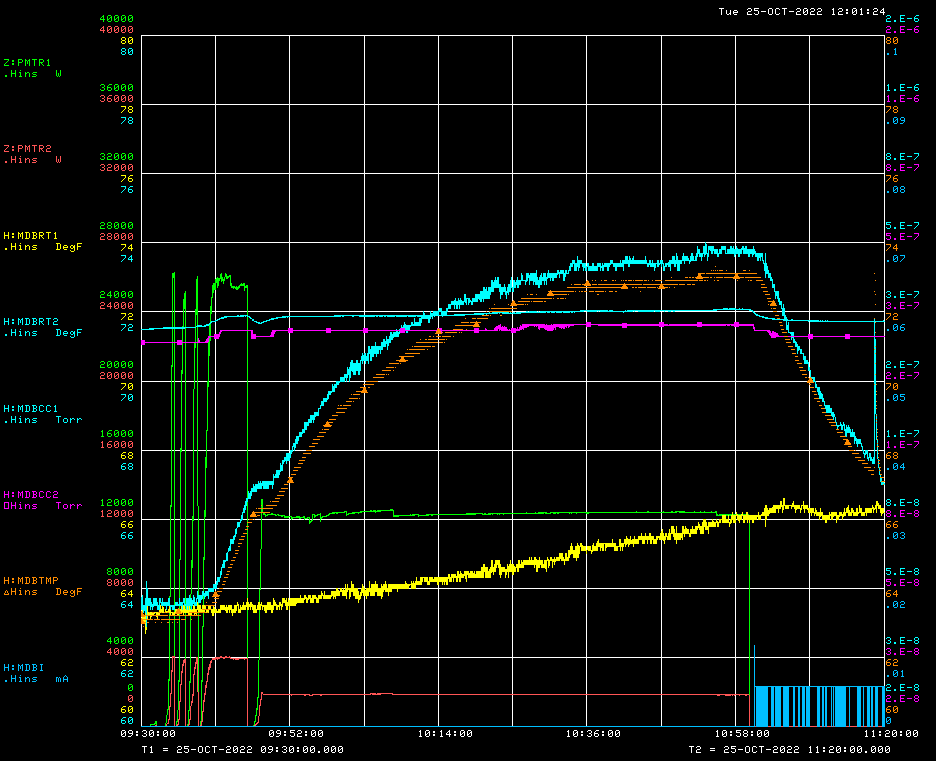 Tue 25-OCT-2022 12:01:24
40000 2.E-6
40000 2.E-6
80 80
80 .1
Z:PMTR1
.Hins W
36000 1.E-6
36000 1.E-6
78 78
78 .09
Z:PMTR2
.Hins W
32000 8.E-7
32000 8.E-7
76 76
76 .08
H:MDBRT1
.Hins DegF
28000 5.E-7
28000 5.E-7
74 74
74 .07
24000 3.E-7
24000 3.E-7
72 72
72 .06
H:MDBRT2
.Hins DegF
20000 2.E-7
20000 2.E-7
70 70
70 .05
H:MDBCC1
.Hins Torr
16000 1.E-7
16000 1.E-7
68 68
68 .04
H:MDBCC2
Hins Torr
12000 8.E-8
12000 8.E-8
66 66
66 .03
8000 5.E-8
8000 5.E-8
64 64
64 .02
H:MDBTMP
Hins DegF
4000 3.E-8
4000 3.E-8
62 62
62 .01
H:MDBI
.Hins mA
0 2.E-8
0 2.E-8
60 60
60 0
09:30:00 09:52:00 10:14:00 10:36:00 10:58:00 11:20:00
T1 = 25-OCT-2022 09:30:00.000 T2 = 25-OCT-2022 11:20:00.000